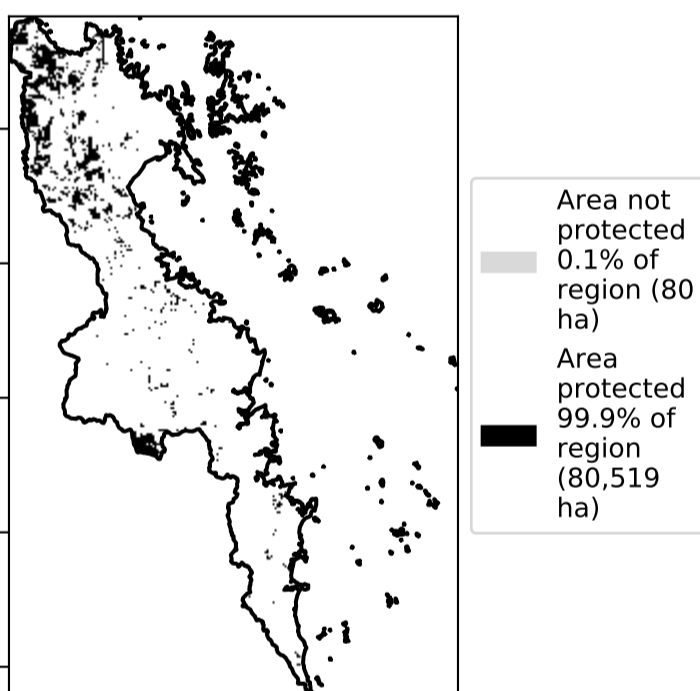 Area not
protected
0.1% of
region (80
ha)
Area
protected
99.9% of
region
(80,519
ha)